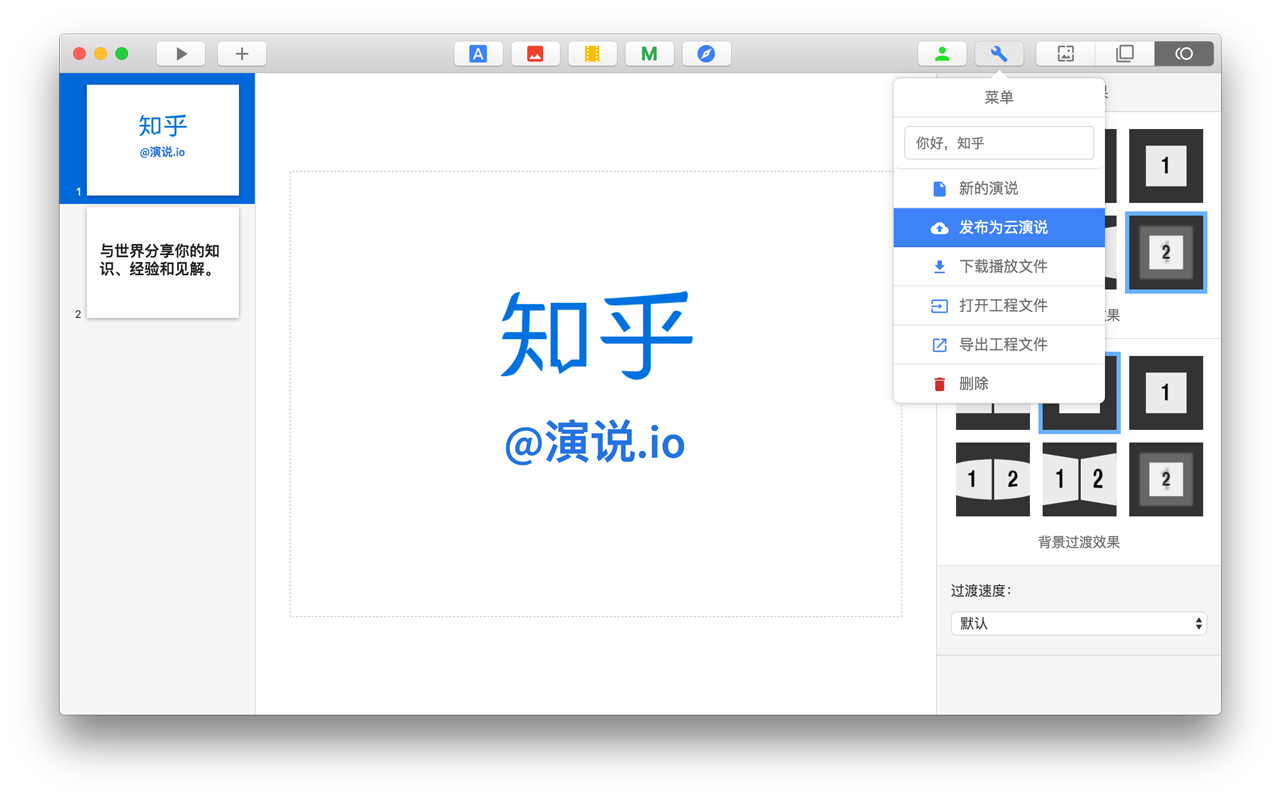 A
M
知乎
@演说.io
1
与世界分享你的知
识、经验和见解。
2
知乎
@演说.io
菜单
你好，知乎
新的演说
发布为云演说
下载播放文件
打开工程文件
导出工程文件
删除
果
1
2
果
1
1 2
1 2
2
背景过渡效果
过渡速度：
默认